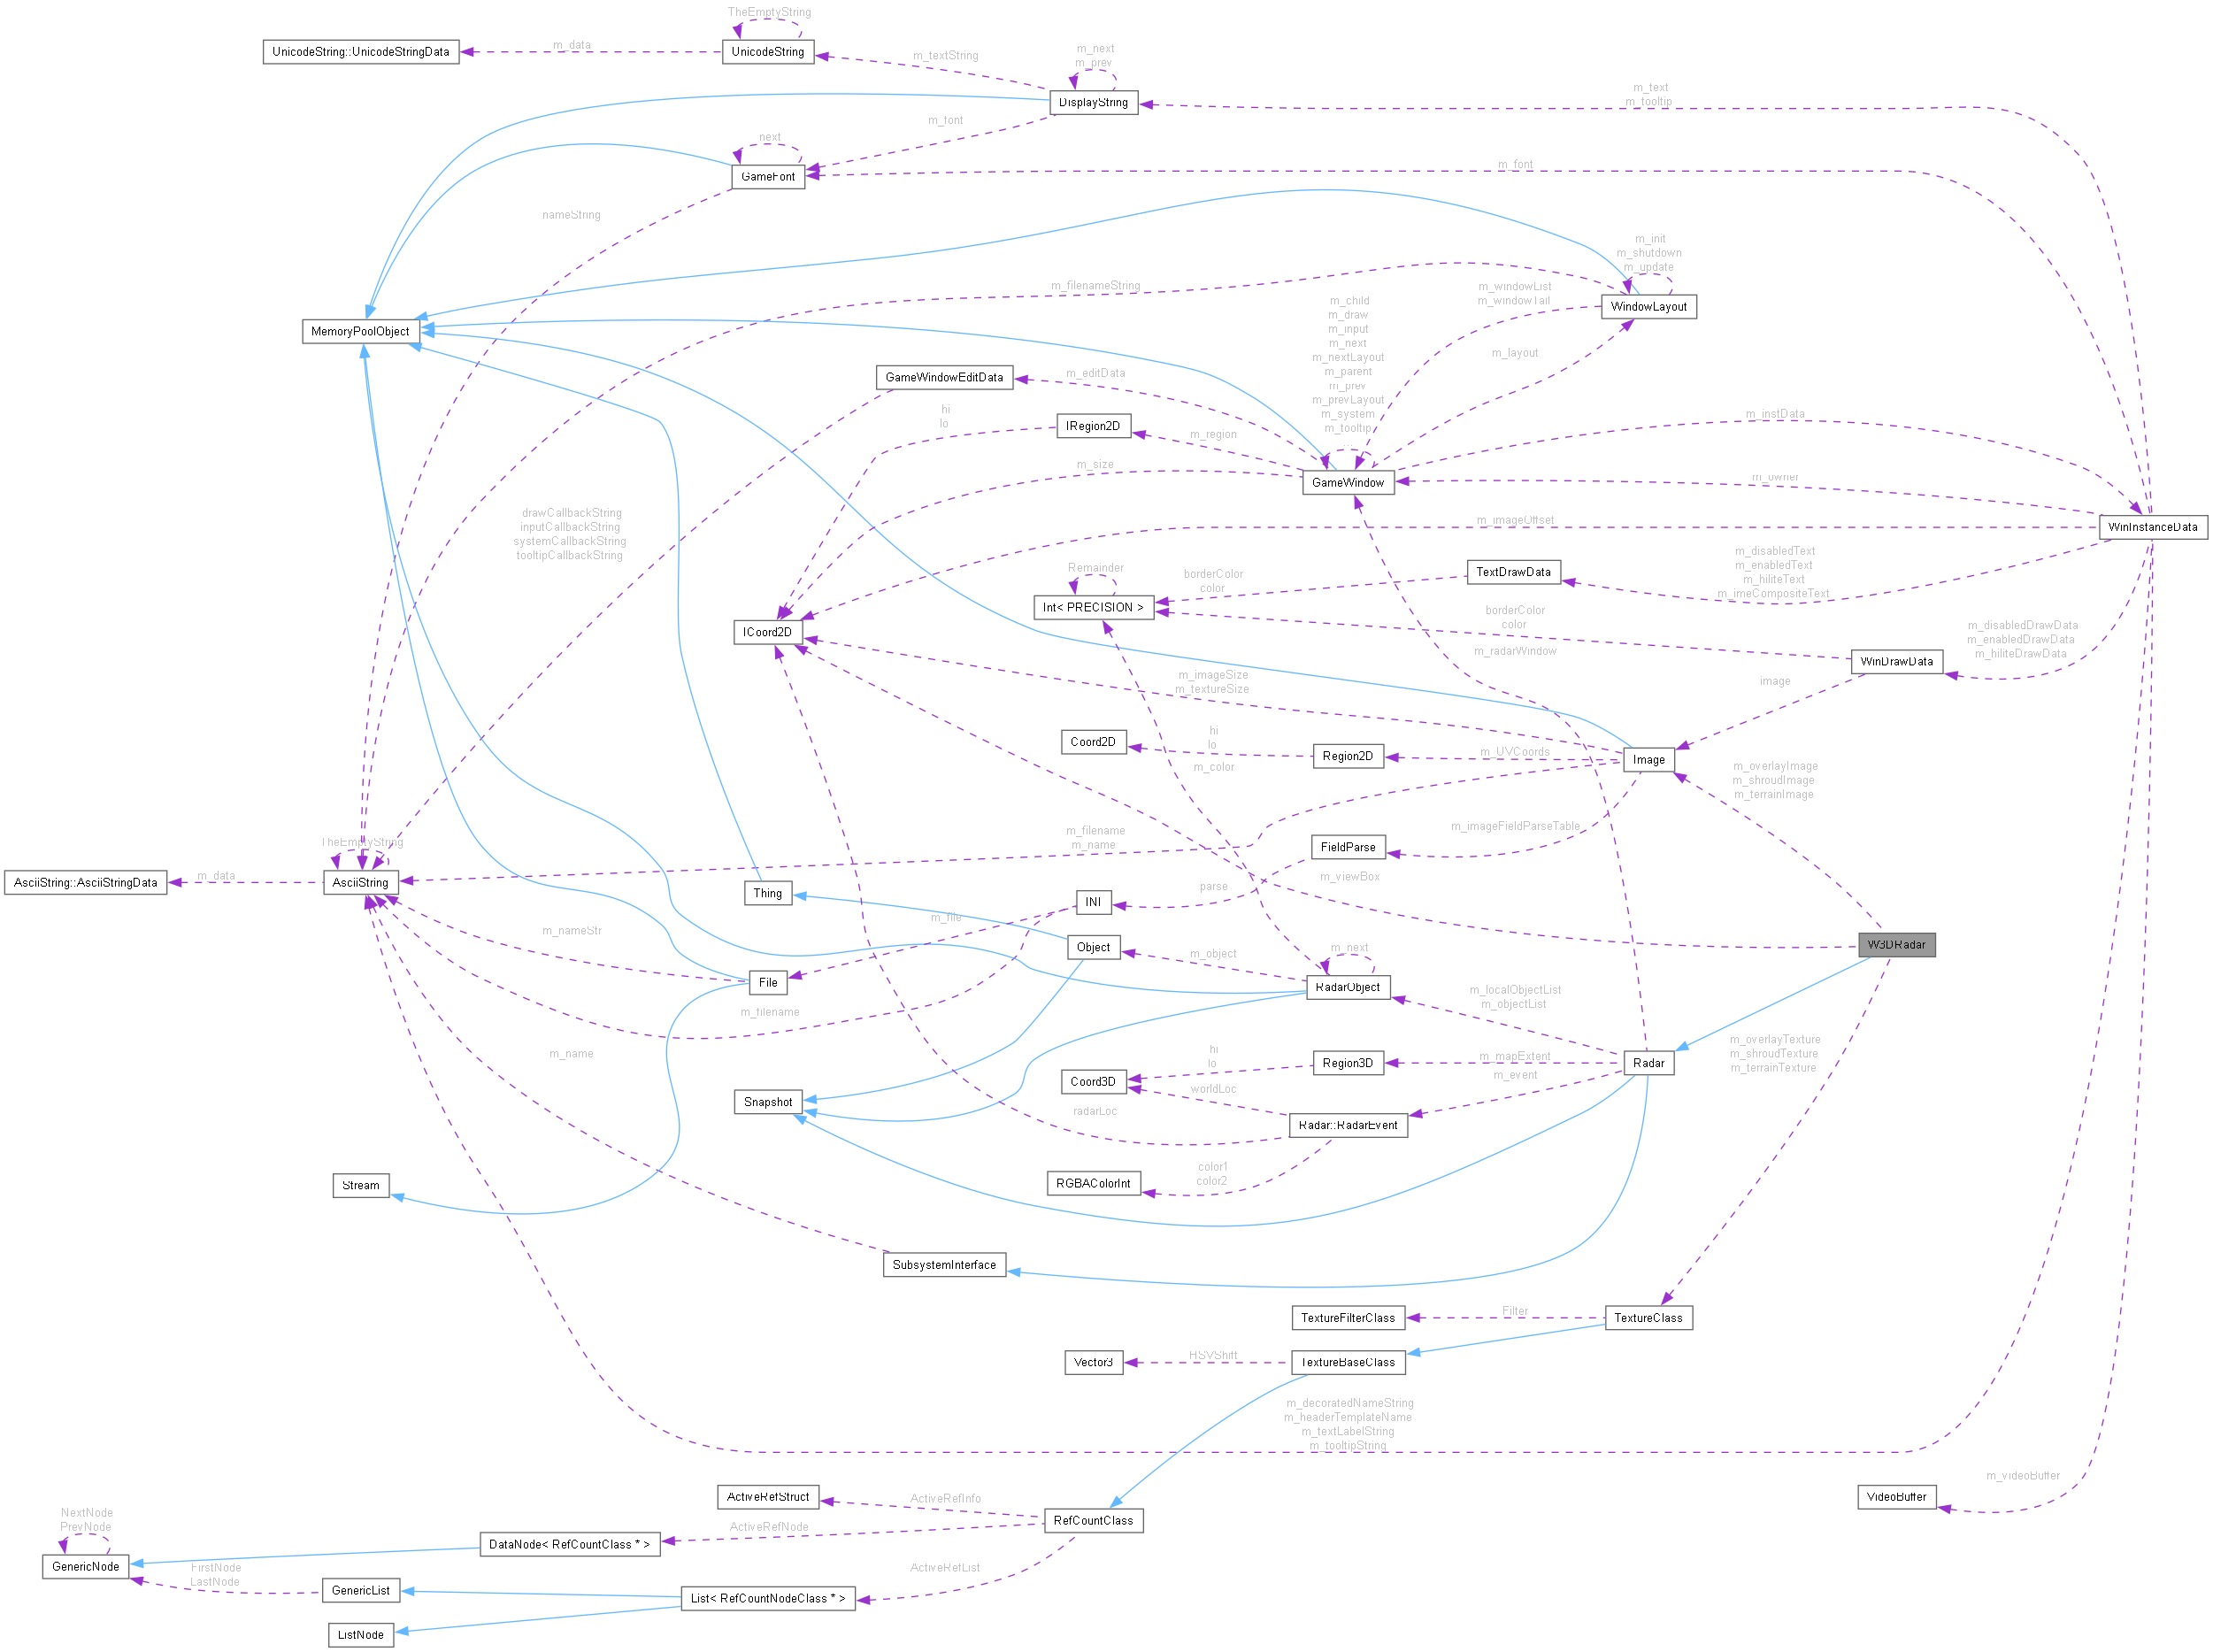 TheEmptyString
UnicodeString::UnicodeStringData
m_data
UnicodeString
m_textString
m_next
m_prev
DisplayString
m_text
m_tooltip
m_font
next
GameFont
m_font
nameString
m_init
m_shutdown
m_update
m_filenameString
m_windowList
m_windowTail
WindowLayout
MemoryPoolObject
m_child
m_draw
m_input
m_next
m_nextLayout
m_parent
m_prev
m_prevLayout
m_system
m_tooltip
...
m_layout
GameWindowEditData
m_editData
hi
lo
IRegion2D
m_region
m_instData
m_size
GameWindow
m_owner
drawCallbackString
inputCallbackString
systemCallbackString
tooltipCallbackString
m_imageOffset
WinInstanceData
Remainder
borderColor
color
TextDrawData
m_disabledText
m_enabledText
m_hiliteText
m_imeCompositeText
Int< PRECISION >
ICoord2D
borderColor
color
m_radarWindow
WinDrawData
m_disabledDrawData
m_enabledDrawData
m_hiliteDrawData
m_imageSize
m_textureSize
image
Coord2D
hi
lo
Region2D
m_UVCoords
Image
m_color
m_overlayImage
m_shroudImage
m_terrainImage
m_imageFieldParseTable
m_filename
m_name
FieldParse
TheEmptyString
AsciiString::AsciiStringData
m_data
AsciiString
Thing
m_viewBox
parse
INI
m_file
m_nameStr
Object
m_object
m_next
W3DRadar
File
RadarObject
m_localObjectList
m_objectList
m_filename
m_name
hi
lo
Region3D
m_mapExtent
Radar
m_overlayTexture
m_shroudTexture
m_terrainTexture
Coord3D
worldLoc
m_event
Snapshot
radarLoc
Radar::RadarEvent
Stream
RGBAColorInt
color1
color2
SubsystemInterface
TextureFilterClass
Filter
TextureClass
Vector3
HSVShift
TextureBaseClass
m_decoratedNameString
m_headerTemplateName
m_textLabelString
m_tooltipString
m_videoBuffer
VideoBuffer
ActiveRefStruct
ActiveRefInfo
RefCountClass
NextNode
PrevNode
ActiveRefNode
DataNode< RefCountClass * >
GenericNode
FirstNode
LastNode
GenericList
ActiveRefList
List< RefCountNodeClass * >
ListNode